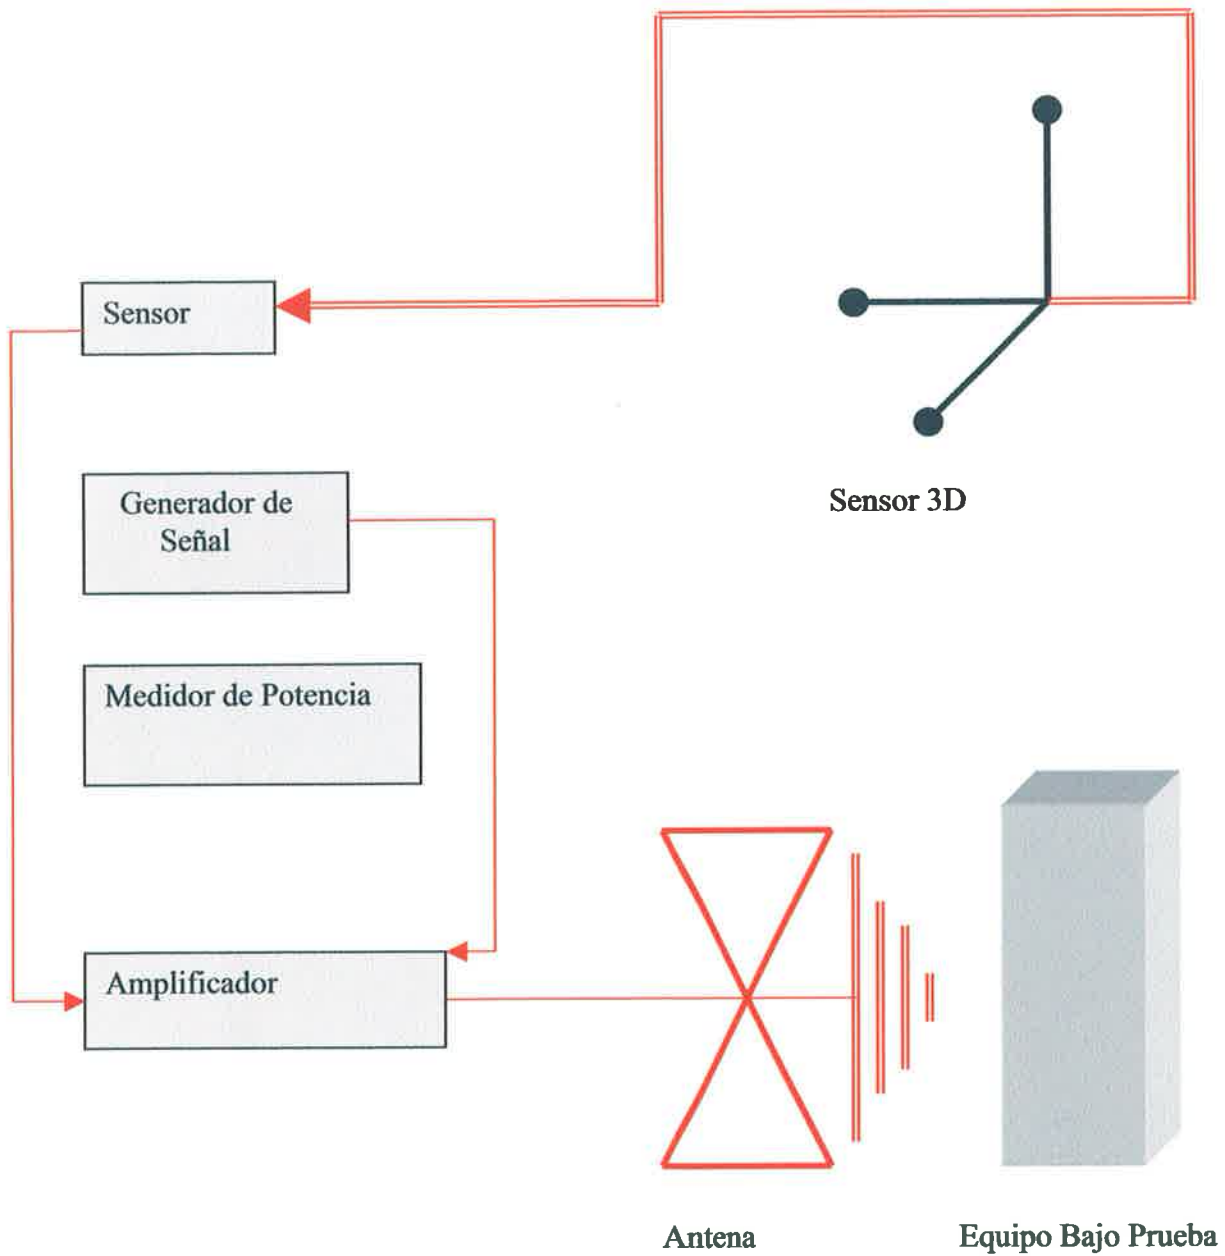 Sensor
Sensor 3D
Generador de
Señal
Medidor de Potencia
Amplificador
Antena
Equipo Bajo Prueba